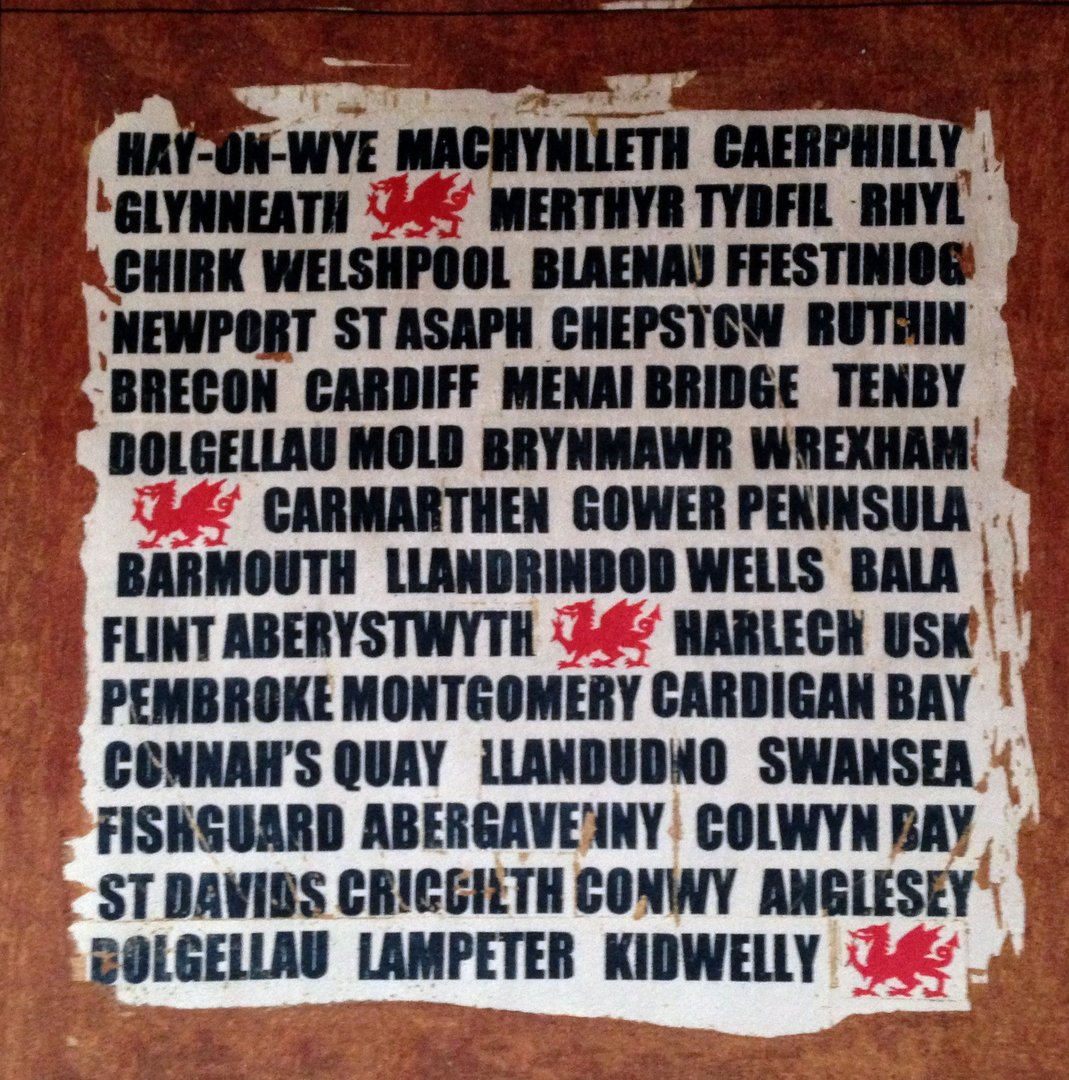 HAY-ON-WYE MACHYNLLETH CAERPHILLY
GLYNNEATH MERTHYR TYDFIL RHYL
CHIRK WELSHPOOL BLAENAU FFESTINIOG
NEWPORT ST ASAPH CHEPSTOW RUTHIN
BRECON CARDIFF MENAI BRIDGE TENBY
DOLGELLAU MOLD BRYNMAWR WREXHAM
CARMARTHEN GOWER PENINSULA
BARMOUTH LLANDRINDOD WELLS BALA
FLINT ABERYSTWYTH HARLECH USK
PEMBROKE MONTGOMERY CARDIGAN BAY
CONNAH'S QUAY LLANDUDNO SWANSEA
FISHGUARD ABERGAVENNY COLWYN BAY
ST DAVIDS CRICCIETH CONWY ANGLESEY
DOLGELLAU LAMPETER KIDWELLY